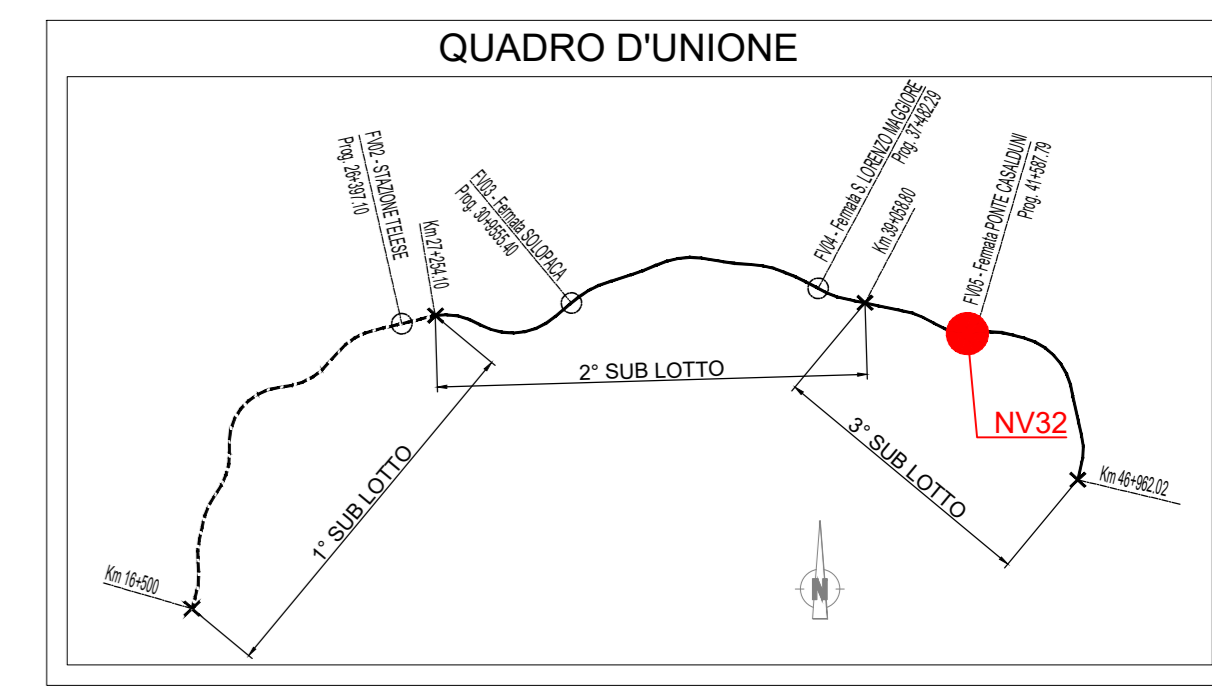 QUADRO D'UNIONE
FV02 - STAZIONE TELESE
Prog. 26+397.10
Km 27+254.10
FV03 - Fermata SOLOPACA
Prog. 30+9555.40
FV04 - Fermata S. LORENZO MAGGIORE
Prog. 37+482.29
Km 39+058.80
FV05 - Fermata PONTE CASALDUNI
Prog. 41+587.79
2° SUB LOTTO
NV32
3° SUB LOTTO
1° SUB LOTTO
Km 46+962.02
Km 16+500
N